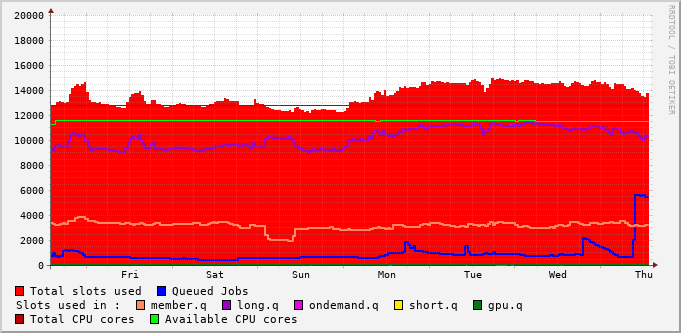 20000
18000
16000
14000
12000
10000
8000
6000
4000
2000
0
Fri Sat Sun Mon Tue Wed Thu
Total slots used Queued Jobs
Slots used in : member.q long.q ondemand.q short.q gpu.q
Total CPU cores Available CPU cores
RRDTOOL / TOBI OETIKER